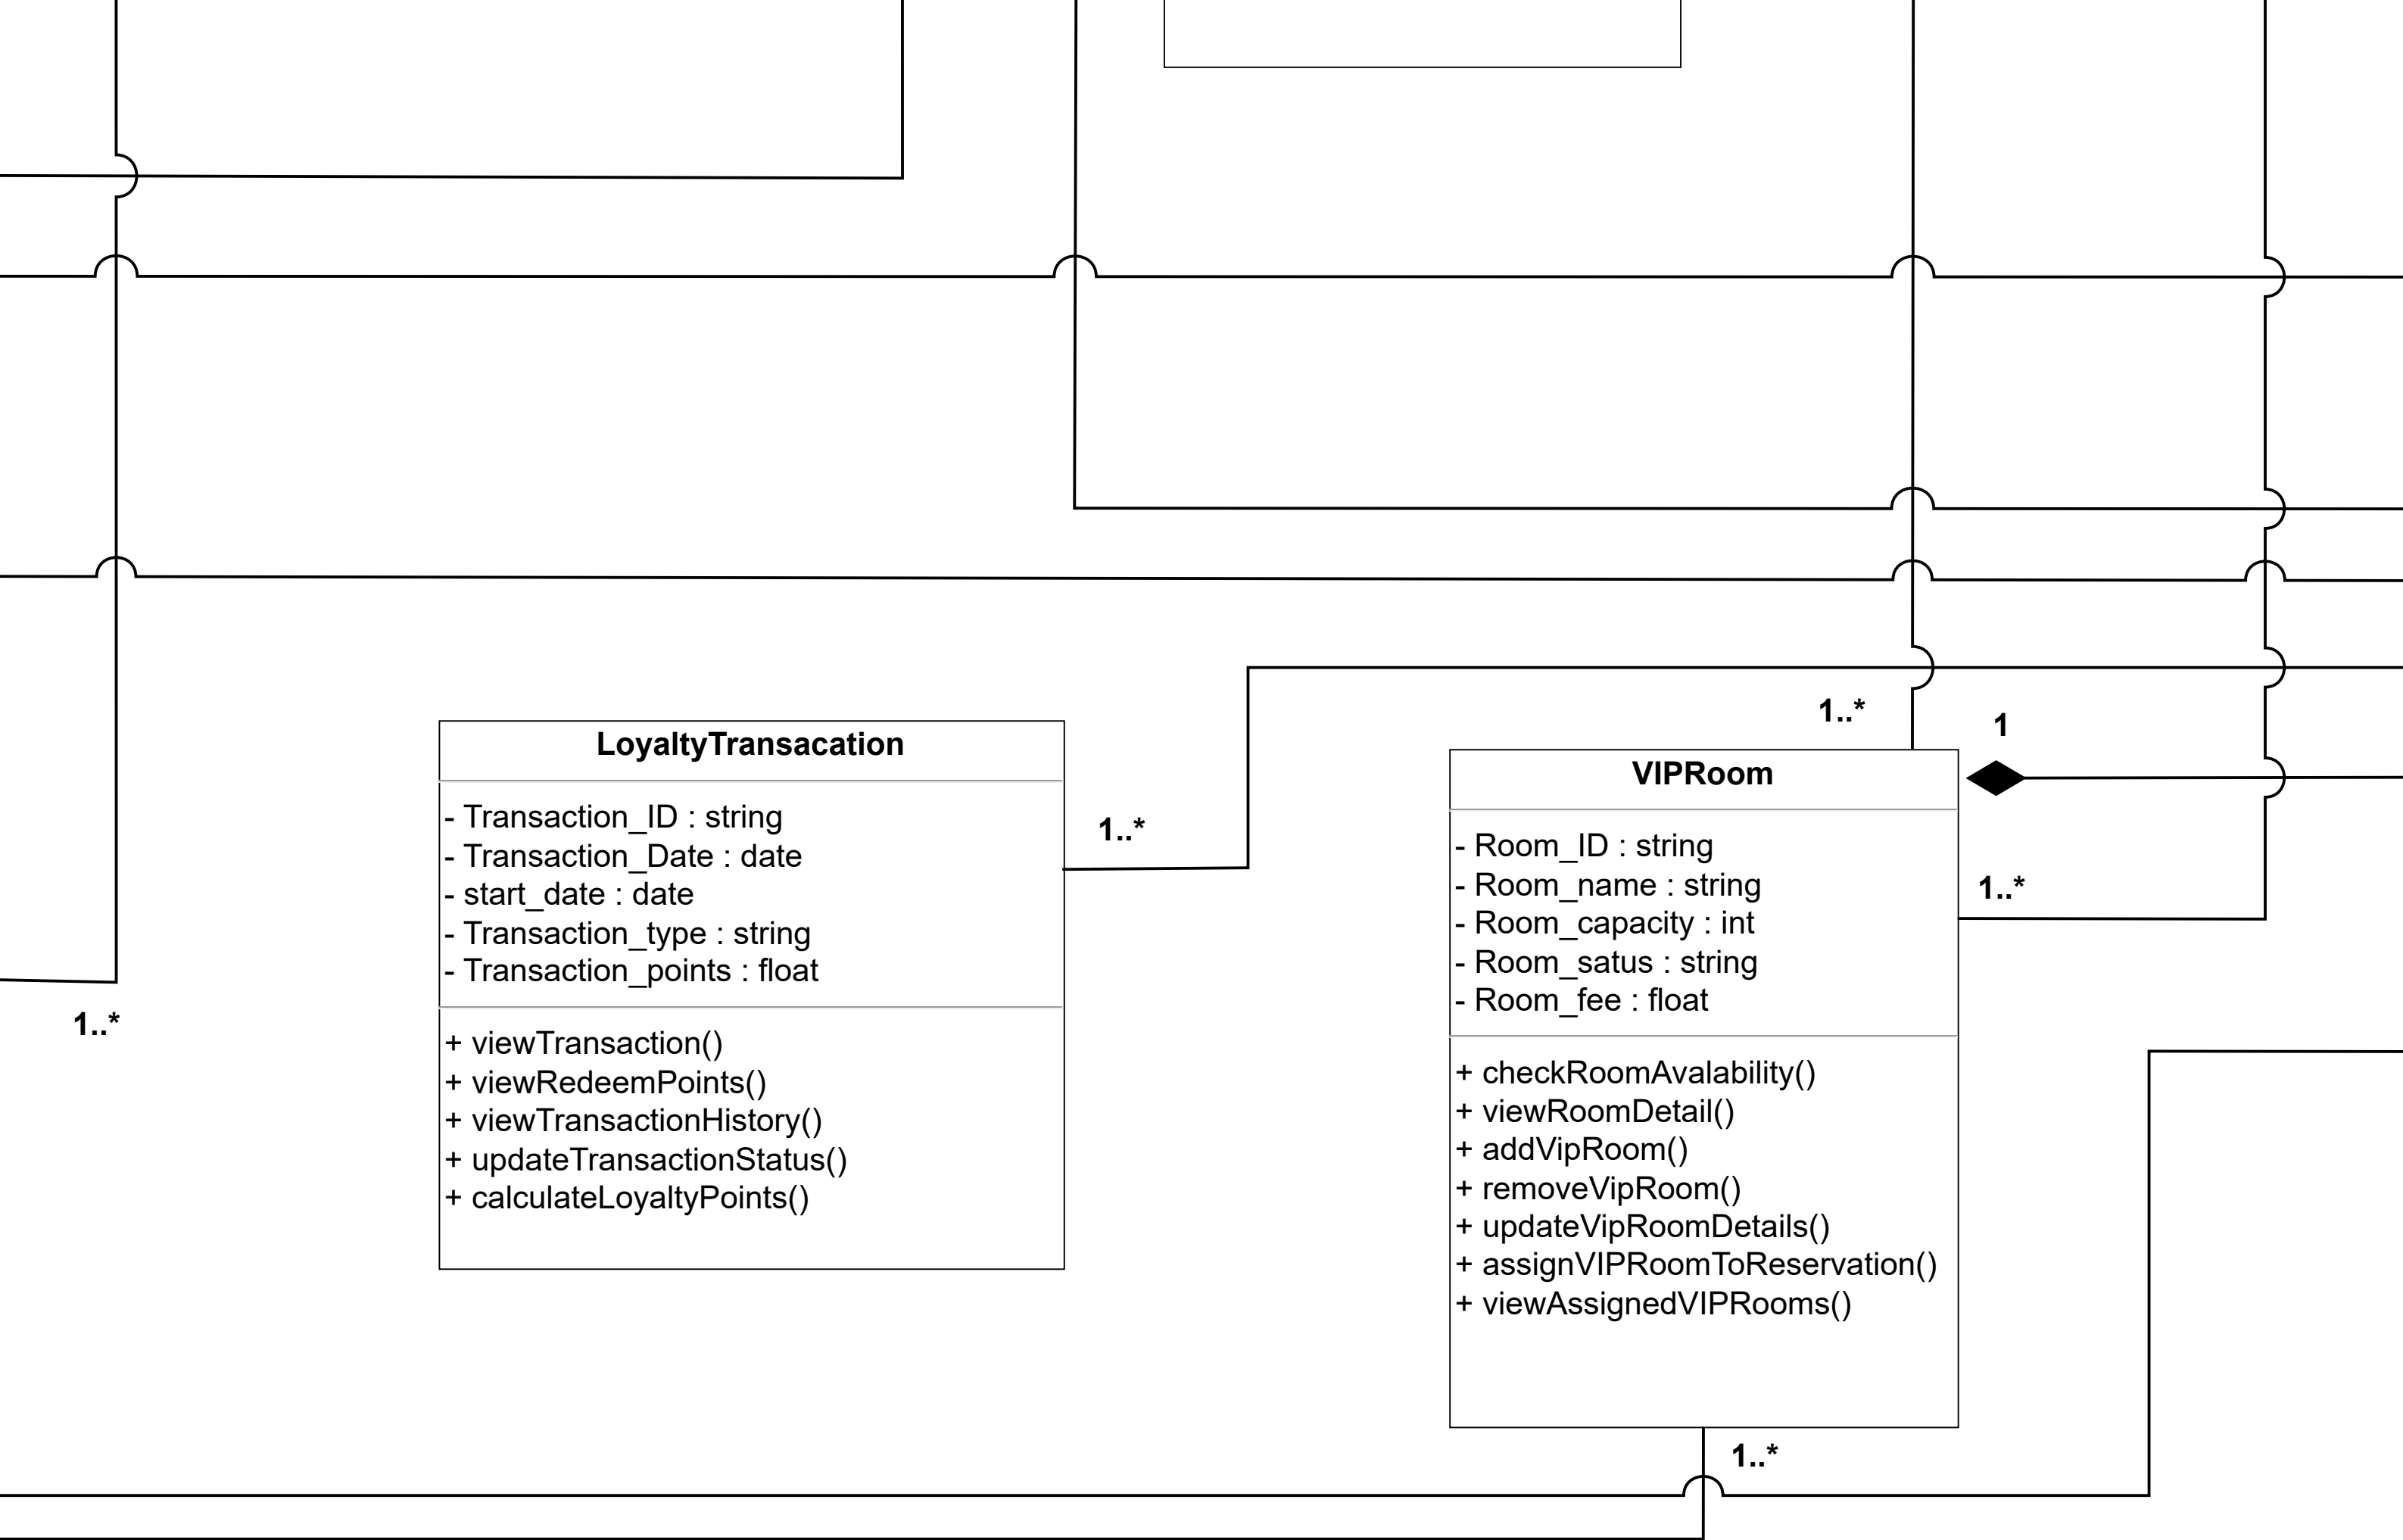 1..*
LoyaltyTransacation
- Transaction_ID : string
- Transaction_Date : date
- start_date : date
- Transaction_type : string
- Transaction_points : float
+ viewTransaction()
+ viewRedeemPoints()
+ viewTransactionHistory()
+ updateTransactionStatus()
+ calculateLoyaltyPoints()
1..*
1..*
1
VIPRoom
- Room_ID : string
- Room_name : string
- Room_capacity : int
- Room_satus : string
- Room_fee : float
+ checkRoomAvalability()
+ viewRoomDetail()
+ addVipRoom()
+ removeVipRoom()
+ updateVipRoomDetails()
+ assignVIPRoomToReservation()
+ viewAssignedVIPRooms()
1..*
1..*